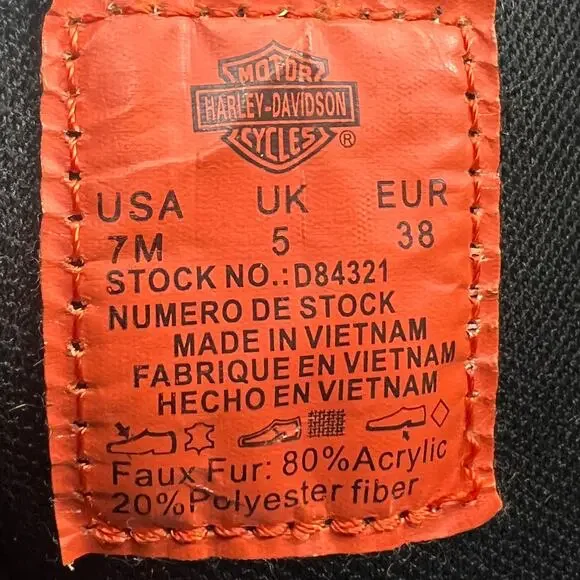 MOTOR
HARLEY-DAVIDSON
CYCLES ®
USA UK EUR
7M 5 38
STOCK NO.:D84321
NUMERO DE STOCK
MADE IN VIETNAM
FABRIQUE EN VIETNAM
HECHO EN VIETNAM
Faux Fur: 80%Acrylic
20%Polyester fiber